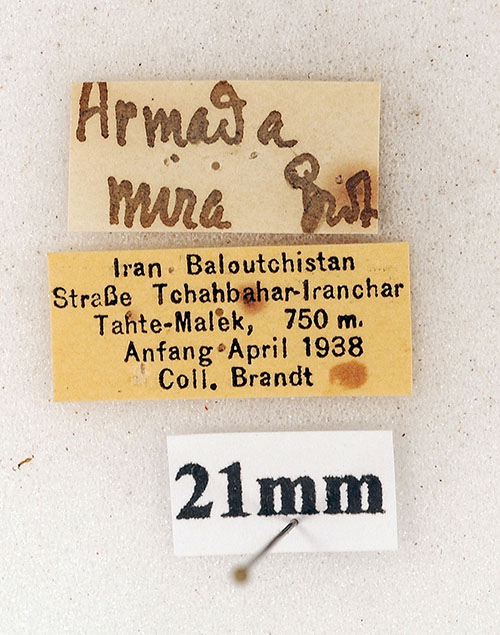 Armada
mira Brdt
Iran Baloutchistan
Straße Tchahbahar-Iranchar
Tahte-Malek, 750 m.
Anfang April 1938
Coll. Brandt
21mm